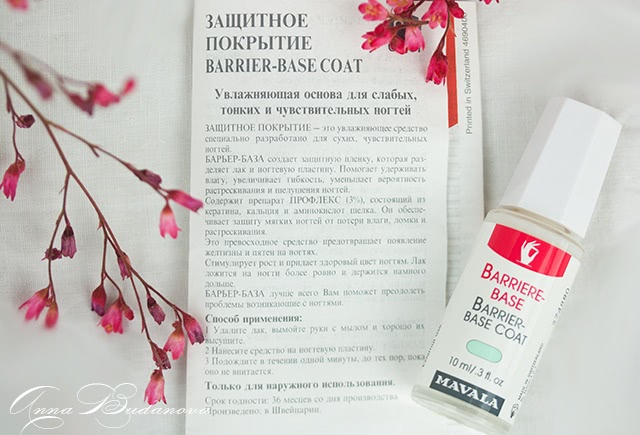 ЗАЩИТНОЕ
ПОКРЫТИЕ
BARRIER-BASE COAT
Увлажняющая основа для слабых,
тонких и чувствительных ногтей
ЗАЩИТНОЕ ПОКРЫТИЕ – это увлажняющее средство
специально разработано для сухих, чувствительных
ногтей.
БАРЬЕР-БАЗА создает защитную пленку, которая раз-
деляет лак и ногтевую пластину. Помогает удерживать
влагу, увеличивает гибкость, уменьшает вероятность
растрескивания и шелушения ногтей.
Содержит препарат ПРОФЛЕКС (3%), состоящий из
кератина, кальция и аминокислот шелка. Он обеспе-
чивает защиту мягких ногтей от потери влаги, ломки и
растрескивания.
Это превосходное средство предотвращает появление
желтизны и пятен на ногтях.
Стимулирует рост и придает здоровый цвет ногтям. Лак
ложится на ногти более ровно и держится намного
дольше.
БАРЬЕР-БАЗА лучше всего Вам поможет преодолеть
проблемы возникающие с ногтями.
Способ применения:
1 Удалите лак, вымойте руки с мылом и хорошо их
высушите.
2 Нанесите средство на ногтевую пластину.
3 Подождите в течении одной минуты, до тех пор, пока
оно не впитается.
Только для наружного использования.
Срок годности: 36 месяцев со дня производства
Произведено, в Швейцарии.
Printed in Switzerland 4690400
BARRIERE-
BASE
BARRIER-
BASE COAT
10 ml/.3 fl.oz
MAVALA
Anna Budanova